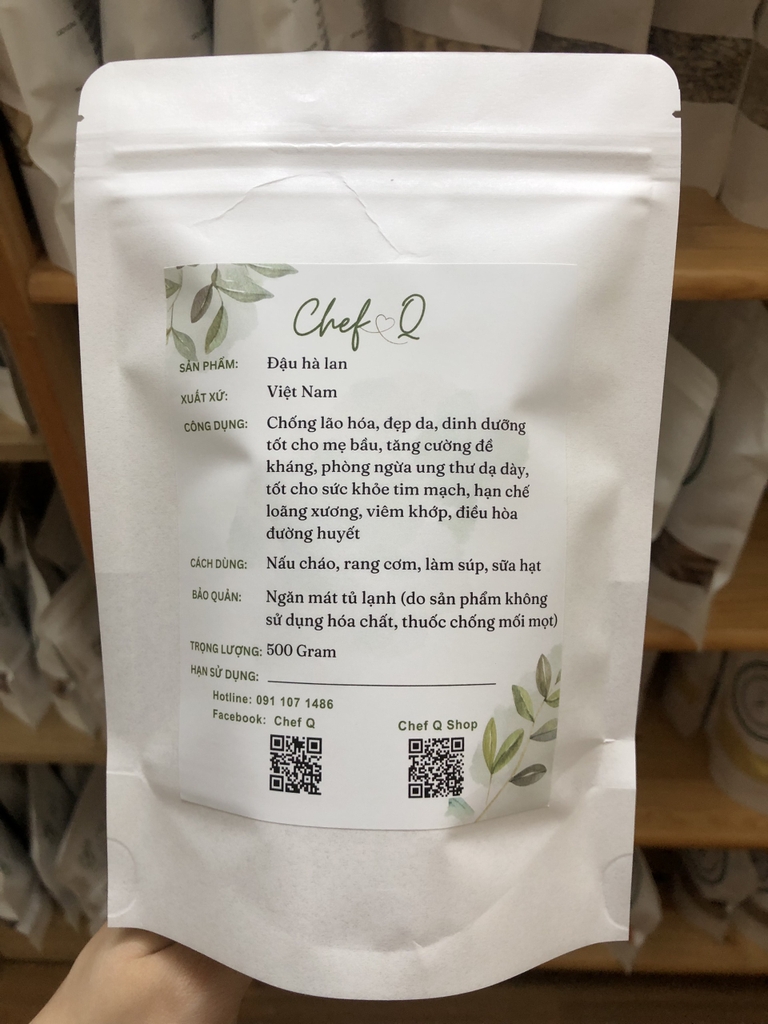 Chef Q
SẢN PHẨM: Đậu hà lan
XUẤT XỨ: Việt Nam
CÔNG DỤNG: Chống lão hóa, đẹp da, dinh dưỡng
tốt cho mẹ bầu, tăng cường đề
kháng, phòng ngừa ung thư dạ dày,
tốt cho sức khỏe tim mạch, hạn chế
loãng xương, viêm khớp, điều hòa
đường huyết
CÁCH DÙNG: Nấu cháo, rang cơm, làm súp, sữa hạt
BẢO QUẢN: Ngăn mát tủ lạnh (do sản phẩm không
sử dụng hóa chất, thuốc chống mối mọt)
TRỌNG LƯỢNG: 500 Gram
HẠN SỬ DỤNG:
Hotline: 091 107 1486
Facebook: Chef Q
Chef Q Shop